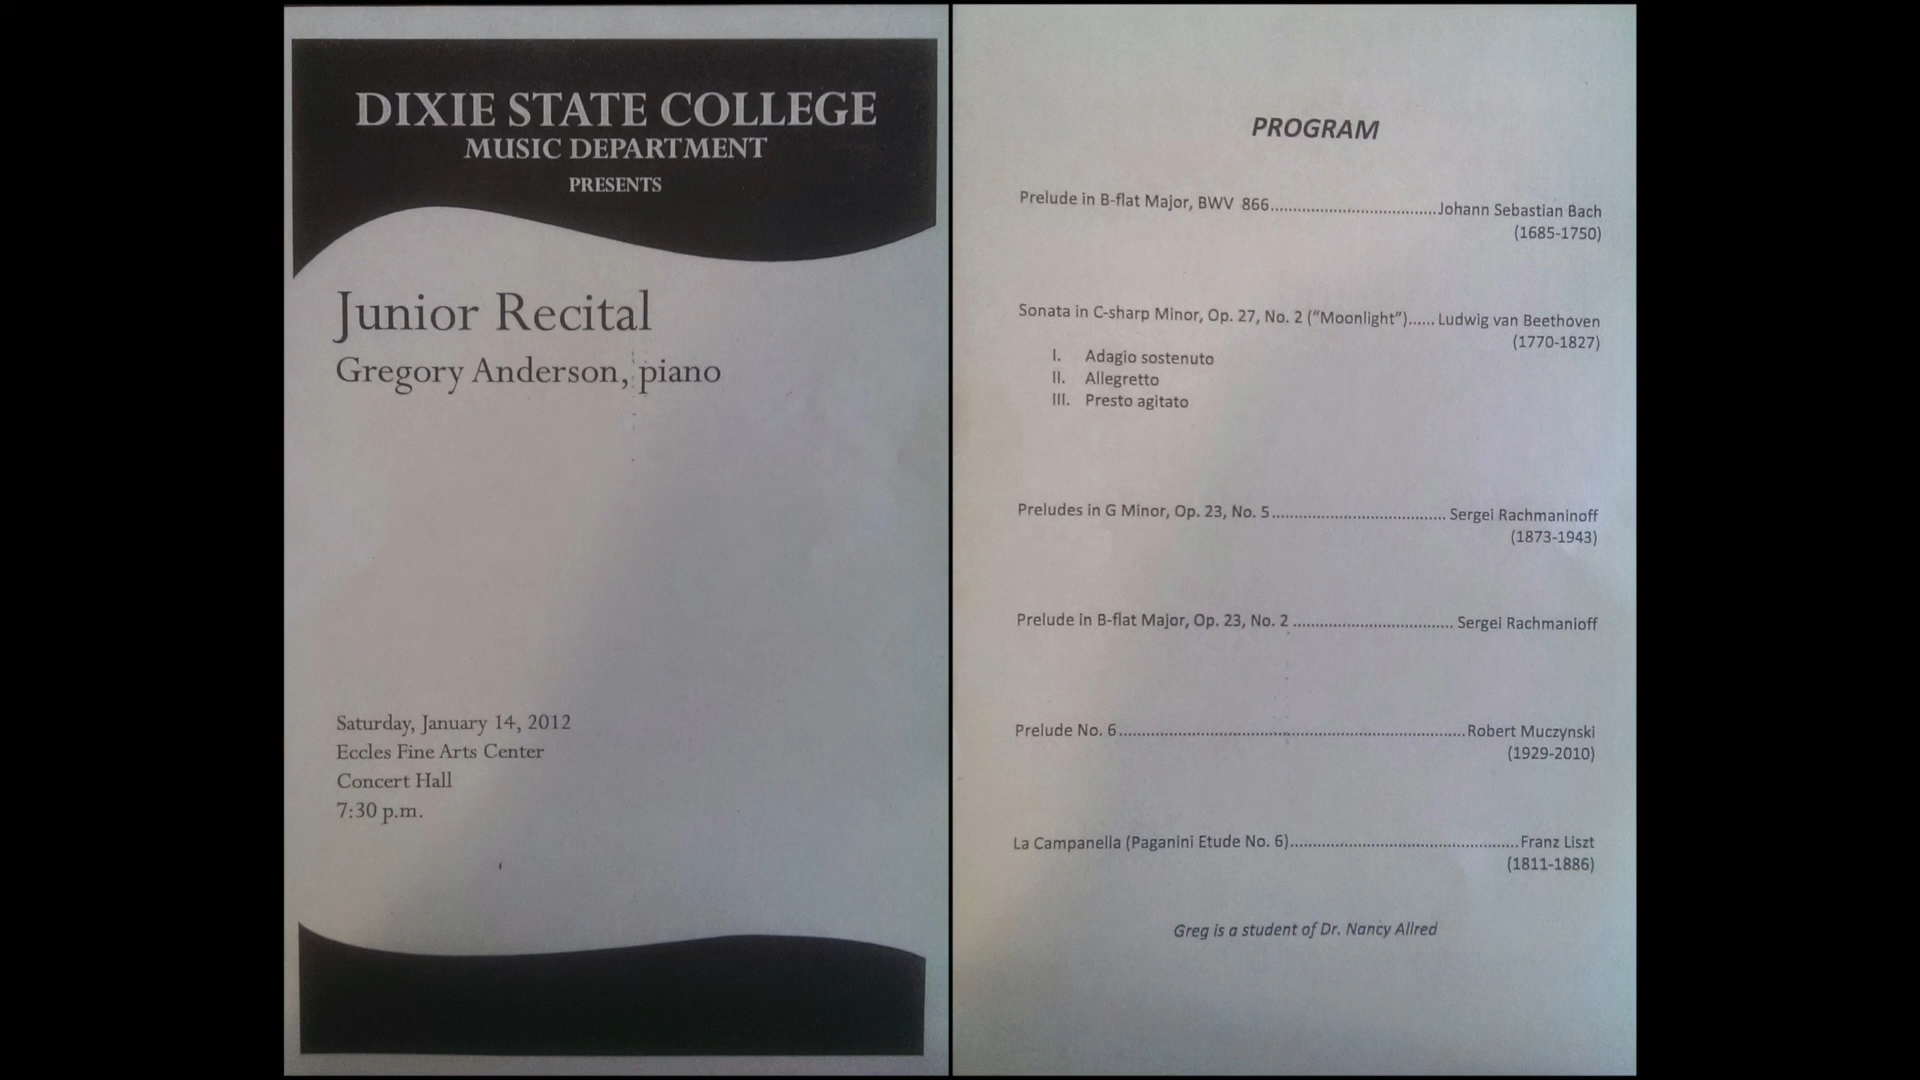 DIXIE STATE COLLEGE
MUSIC DEPARTMENT
PRESENTS
Junior Recital
Gregory Anderson, piano
Saturday, January 14, 2012
Eccles Fine Arts Center
Concert Hall
7:30 p.m.
PROGRAM
Prelude in B-flat Major, BWV 866....................................Johann Sebastian Bach
(1685-1750)
Sonata in C-sharp Minor, Op. 27, No. 2 (“Moonlight”)...... Ludwig van Beethoven
(1770-1827)
I. Adagio sostenuto
II. Allegretto
III. Presto agitato
Preludes in G Minor, Op. 23, No. 5...................................... Sergei Rachmaninoff
(1873-1943)
Prelude in B-flat Major, Op. 23, No. 2 ................................... Sergei Rachmanioff
Prelude No. 6...........................................................................Robert Muczynski
(1929-2010)
La Campanella (Paganini Etude No. 6)..................................................Franz Liszt
(1811-1886)
Greg is a student of Dr. Nancy Allred